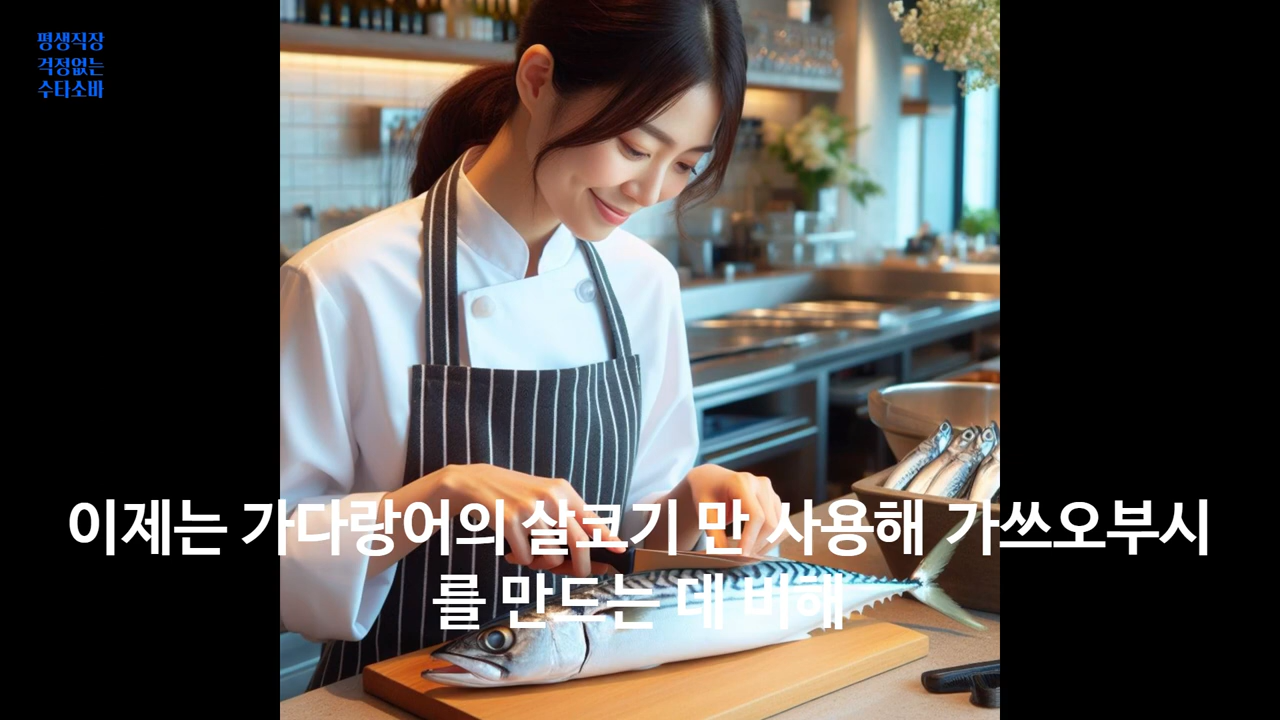 평생직장
걱정없는
수타소바
이제는 가다랑어의 살코기 만 사용해 가쓰오부시
를 만드는 데 비해